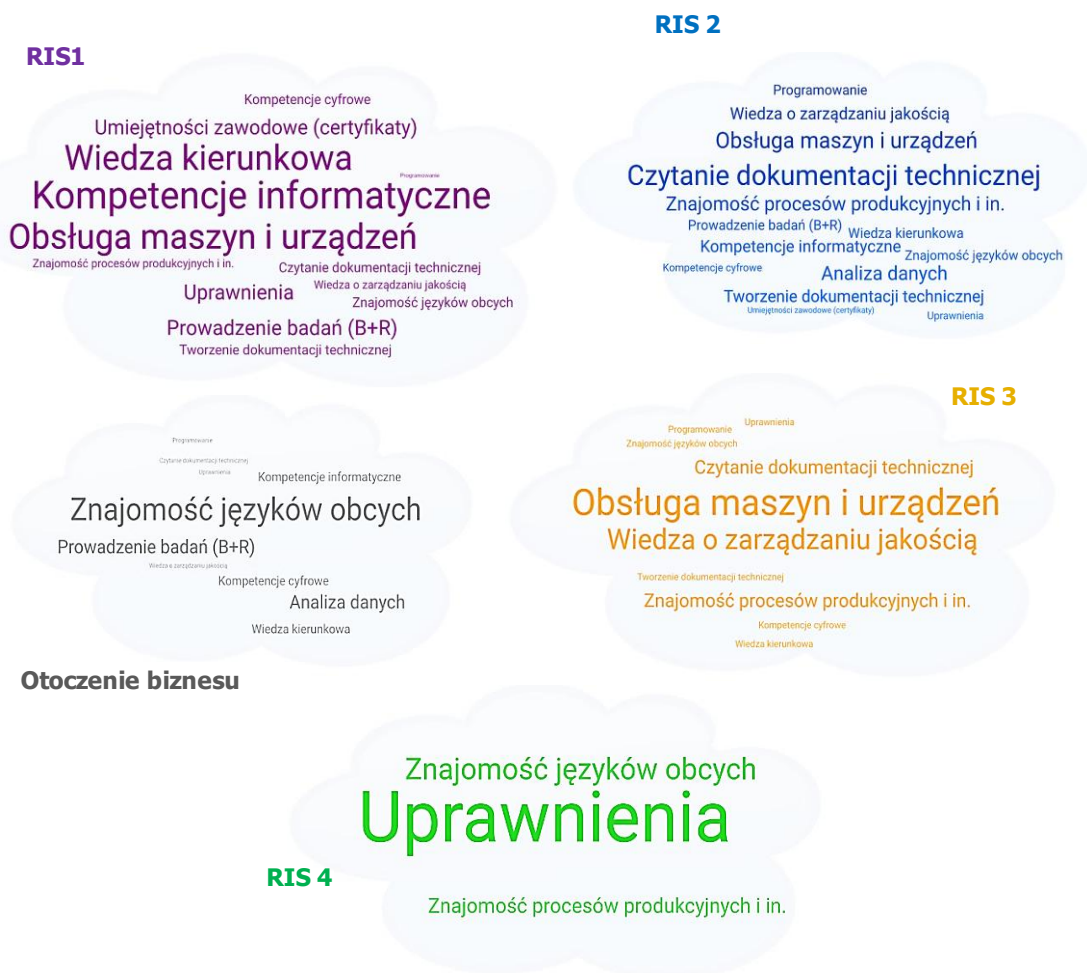 RIS1
Kompetencje cyfrowe
Umiejętności zawodowe (certyfikaty)
Wiedza kierunkowa
Programowanie
Kompetencje informatyczne
Obsługa maszyn i urządzeń
Znajomość procesów produkcyjnych i in.
Czytanie dokumentacji technicznej
Uprawnienia
Wiedza o zarządzaniu jakością
Znajomość języków obcych
Prowadzenie badań (B+R)
Tworzenie dokumentacji technicznej
RIS 2
Programowanie
Wiedza o zarządzaniu jakością
Obsługa maszyn i urządzeń
Czytanie dokumentacji technicznej
Znajomość procesów produkcyjnych i in.
Prowadzenie badań (B+R)
Wiedza kierunkowa
Kompetencje informatyczne
Znajomość języków obcych
Kompetencje cyfrowe
Analiza danych
Tworzenie dokumentacji technicznej
Umiejętności zawodowe (certyfikaty)
Uprawnienia
Programowanie
Czytanie dokumentacji technicznej
Uprawnienia
Kompetencje informatyczne
Znajomość języków obcych
Prowadzenie badań (B+R)
Wiedza o zarządzaniu jakością
Kompetencje cyfrowe
Analiza danych
Wiedza kierunkowa
Otoczenie biznesu
RIS 3
Uprawnienia
Programowanie
Znajomość języków obcych
Czytanie dokumentacji technicznej
Obsługa maszyn i urządzeń
Wiedza o zarządzaniu jakością
Tworzenie dokumentacji technicznej
Znajomość procesów produkcyjnych i in.
Kompetencje cyfrowe
Wiedza kierunkowa
Znajomość języków obcych
Uprawnienia
RIS 4
Znajomość procesów produkcyjnych i in.